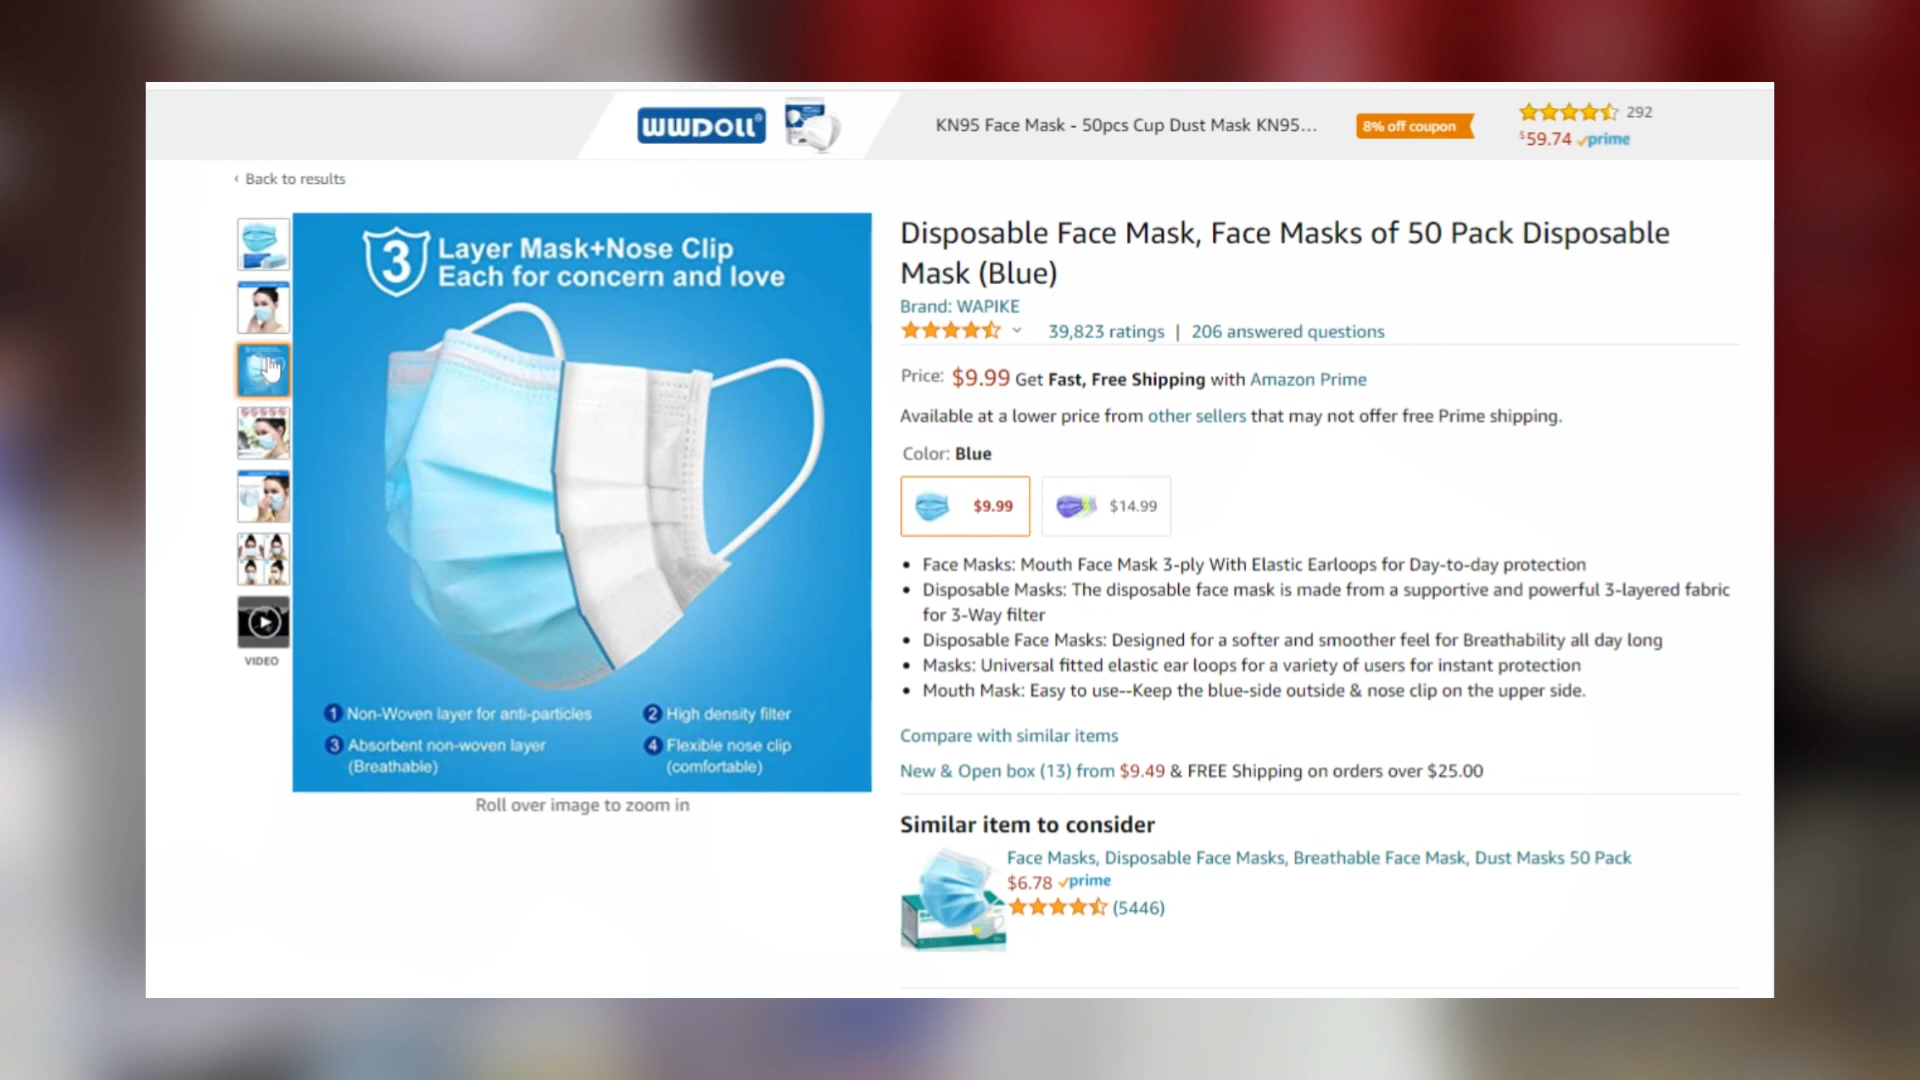 WWDOLL®
KN95 Face Mask - 50pcs Cup Dust Mask KN95...
8% off coupon
292
$59.74 prime
‹ Back to results
3 Layer Mask+Nose Clip
Each for concern and love
1 Non-Woven layer for anti-particles
2 High density filter
3 Absorbent non-woven layer
(Breathable)
4 Flexible nose clip
(comfortable)
VIDEO
Roll over image to zoom in
Disposable Face Mask, Face Masks of 50 Pack Disposable
Mask (Blue)
Brand: WAPIKE
39,823 ratings | 206 answered questions
Price: $9.99 Get Fast, Free Shipping with Amazon Prime
Available at a lower price from other sellers that may not offer free Prime shipping.
Color: Blue
$9.99
$14.99
• Face Masks: Mouth Face Mask 3-ply With Elastic Earloops for Day-to-day protection
• Disposable Masks: The disposable face mask is made from a supportive and powerful 3-layered fabric
for 3-Way filter
• Disposable Face Masks: Designed for a softer and smoother feel for Breathability all day long
• Masks: Universal fitted elastic ear loops for a variety of users for instant protection
• Mouth Mask: Easy to use--Keep the blue-side outside & nose clip on the upper side.
Compare with similar items
New & Open box (13) from $9.49 & FREE Shipping on orders over $25.00
Similar item to consider
Face Masks, Disposable Face Masks, Breathable Face Mask, Dust Masks 50 Pack
$6.78 prime
(5446)